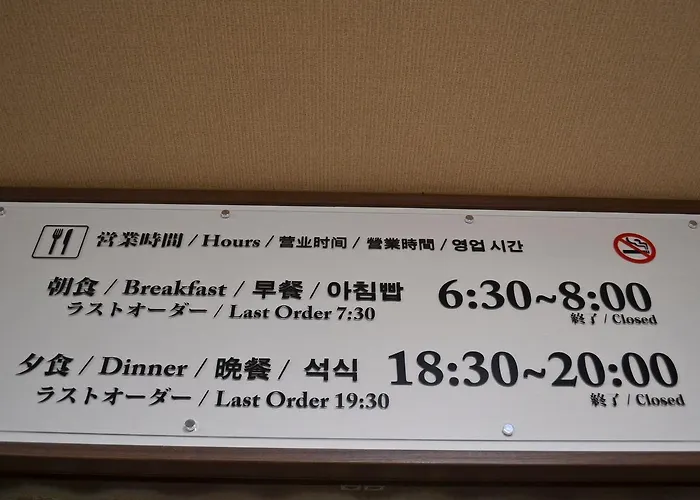 営業時間 / Hours / 营业时间 / 營業時間 / 영업 시간
朝食 / Breakfast / 早餐 / 아침빱 6:30~8:00
ラストオーダー / Last Order 7:30 終了 / Closed
夕食 / Dinner / 晩餐 / 석식 18:30~20:00
ラストオーダー / Last Order 19:30 終了 / Closed